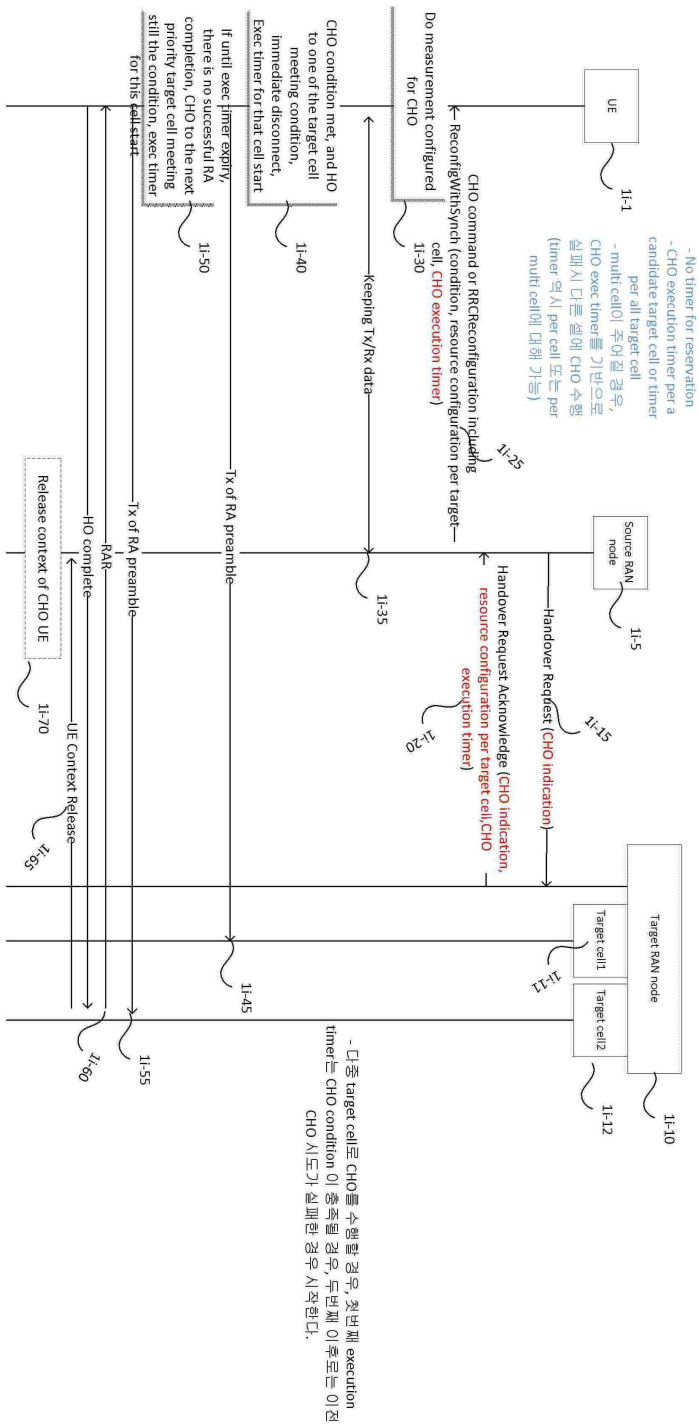 UE
1i-1
- No timer for reservation
- CHO execution timer per a
candidate target cell or timer
per all target cell
- multi cell이 주어질 경우,
CHO exec timer를 기반으로
실패시 다른 셀에 CHO 수행
(timer 역시 per cell 또는 per
multi cell에 대해 가능)
Source RAN
node
1i-5
Target RAN node
1i-10
Target cell1
1i-11
Target cell2
1i-12
Handover Request (CHO indication)
1i-15
Handover Request Acknowledge (CHO indication,
resource configuration per target cell,CHO
execution timer)
1i-20
CHO command or RRCReconfiguration including
ReconfigWithSynch (condition, resource configuration per target
cell, CHO execution timer)
1i-25
Do measurement configured
for CHO
1i-30
Keeping Tx/Rx data
1i-35
CHO condition met, and HO
to one of the target cell
meeting condition,
immediate disconnect,
Exec timer for that cell start
1i-40
Tx of RA preamble
1i-45
If until exec timer expiry,
there is no successful RA
completion, CHO to the next
priority target cell meeting
still the condition, exec timer
for this cell start
1i-50
Tx of RA preamble
1i-55
RAR
1i-60
HO complete
UE Context Release
1i-65
Release context of CHO UE
1i-70
- 다중 target cell로 CHO를 수행할 경우, 첫번째 execution
timer는 CHO condition 이 충족될 경우, 두번째 이후로는 이전
CHO 시도가 실패한 경우 시작한다.